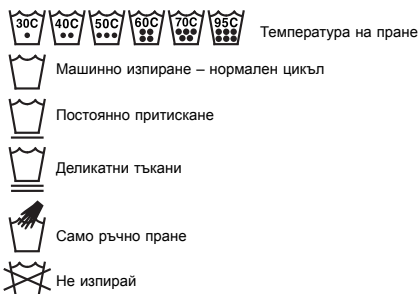 30C 40C 50C 60C 70C 95C Температура на пране
Машинно изпиране – нормален цикъл
Постоянно притискане
Деликатни тъкани
Само ръчно пране
Не изпирай